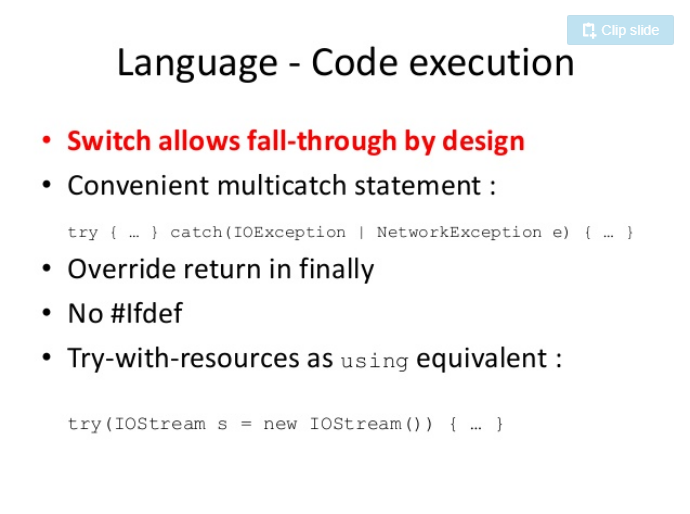 Clip slide
Language - Code execution
• Switch allows fall-through by design
• Convenient multicatch statement :
try { … } catch(IOException | NetworkException e) { … }
• Override return in finally
• No #Ifdef
• Try-with-resources as using equivalent :
try(IOStream s = new IOStream()) { … }